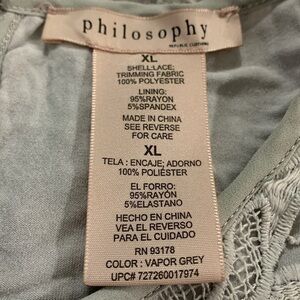 philosophy
REPUBLIC CLOTHING
XL
SHELL-LACE;
TRIMMING FABRIC
100% POLYESTER
LINING:
95%RAYON
5%SPANDEX
MADE IN CHINA
SEE REVERSE
FOR CARE
XL
TELA : ENCAJE; ADORNO
100% POLIÉSTER
EL FORRO:
95%RAYON
5%ELASTANO
HECHO EN CHINA
VEA EL REVERSO
PARA EL CUIDADO
RN 93178
COLOR : VAPOR GREY
UPC# 727260017974